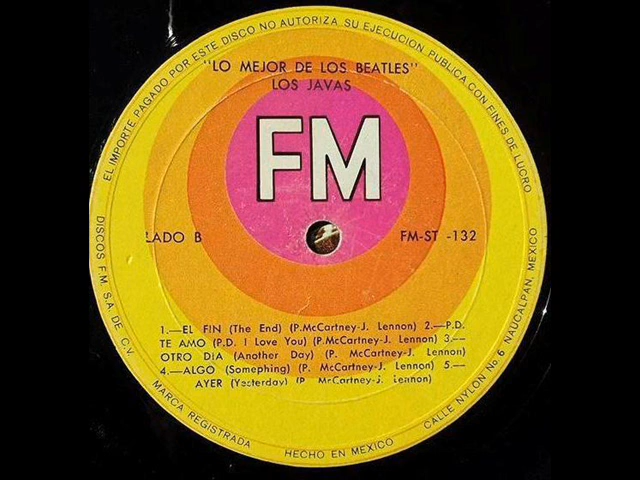 EL IMPORTE PAGADO POR ESTE DISCO NO AUTORIZA SU EJECUCION PUBLICA CON FINES DE LUCRO
"LO MEJOR DE LOS BEATLES"
LOS JAVAS
FM
LADO B
FM-ST -132
1.—EL FIN (The End) (P.McCartney-J. Lennon) 2.—P.D.
TE AMO (P.D. I Love You) (P.McCartney-J. Lennon) 3.—
OTRO DIA (Another Day) (P. McCartney-J. Lennon)
4.—ALGO (Somephing) (P. McCartney-J. Lennon) 5.—
AYER (Yesterday) (P. McCartney-J. Lennon)
DISCOS F.M. S.A. DE C.V.
MARCA REGISTRADA
HECHO EN MEXICO
CALLE NYLON No 6 NAUCALPAN, MEXICO